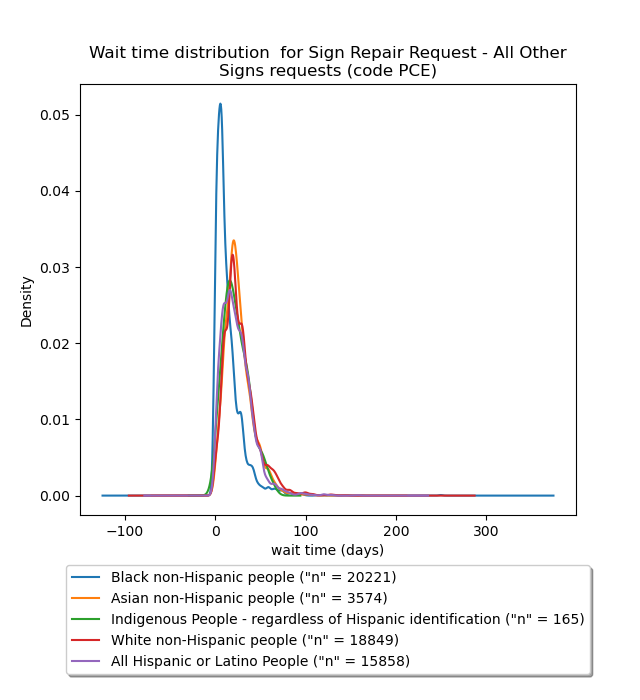 Wait time distribution  for Sign Repair Request - All Other
Signs requests (code PCE)
0.05
0.04
0.03
0.02
0.01
0.00
Density
−100 0 100 200 300
wait time (days)
Black non-Hispanic people ("n" = 20221)
Asian non-Hispanic people ("n" = 3574)
Indigenous People - regardless of Hispanic identification ("n" = 165)
White non-Hispanic people ("n" = 18849)
All Hispanic or Latino People ("n" = 15858)